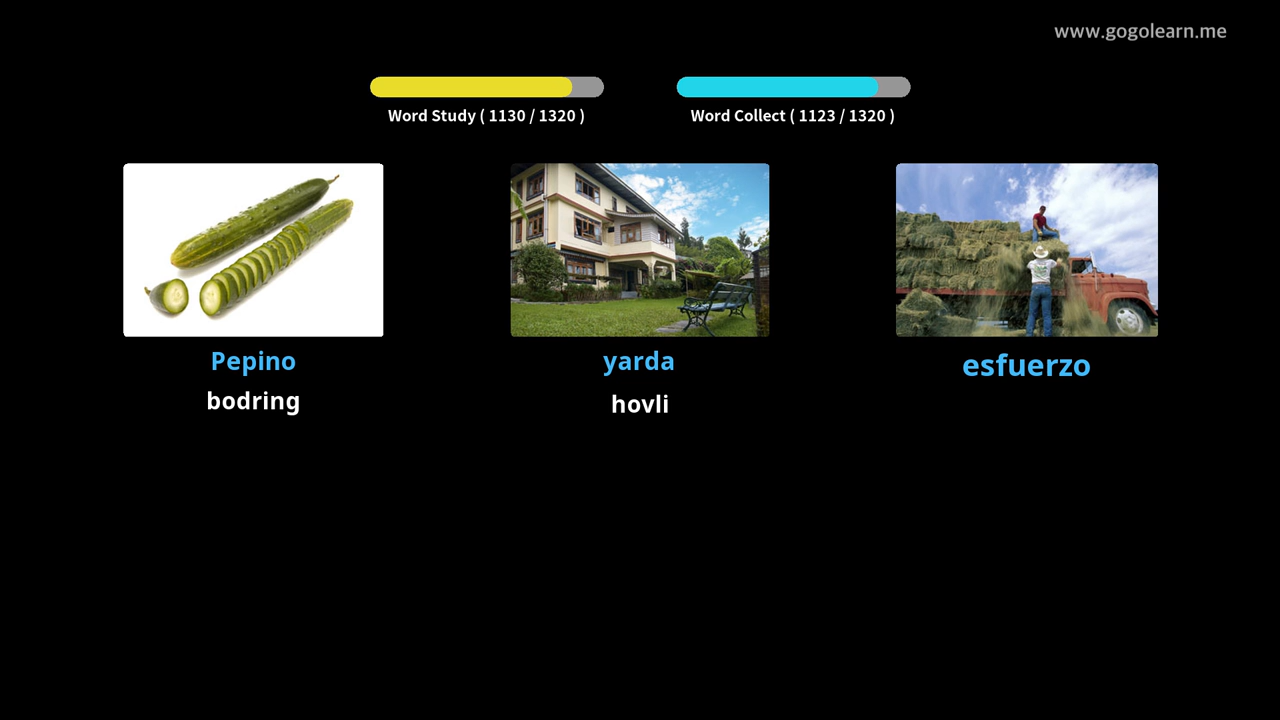 www.gogolearn.me
Word Study ( 1130 / 1320 )
Word Collect ( 1123 / 1320 )
Pepino
bodring
yarda
hovli
esfuerzo